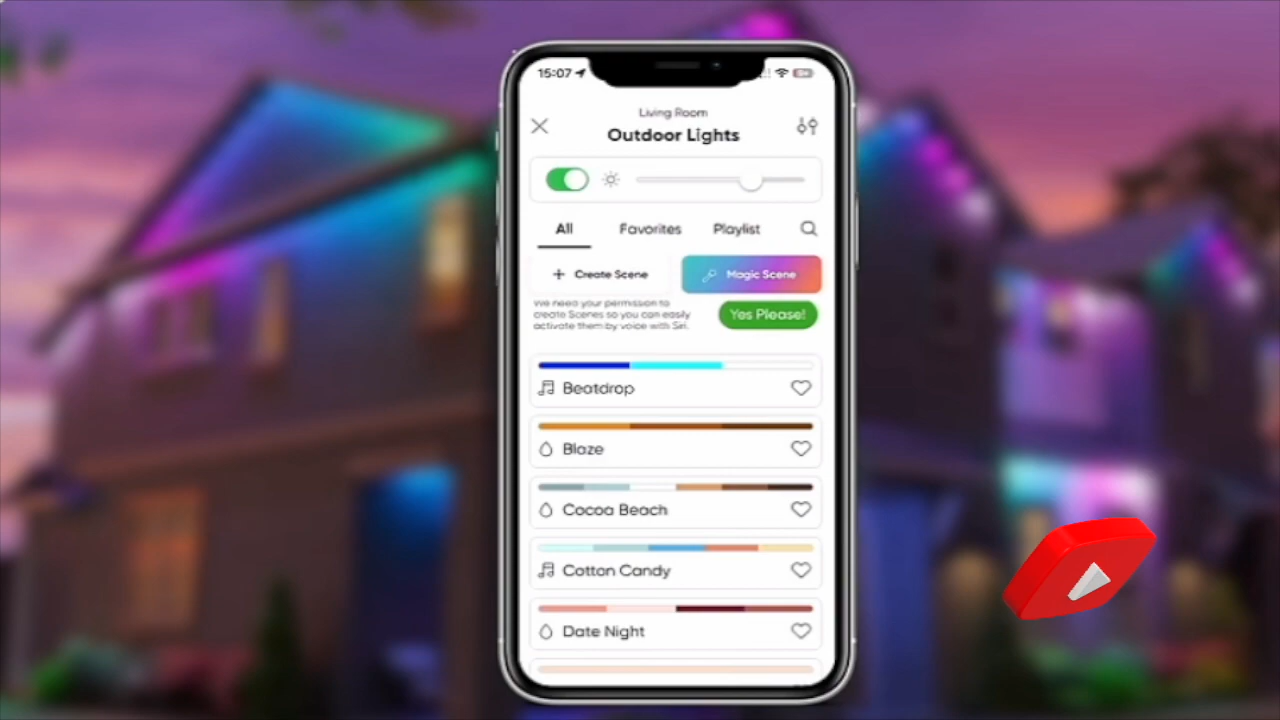 15:07
Living Room
Outdoor Lights
All Favorites Playlist
+ Create Scene Magic Scene
We need your permission to
create Scenes so you can easily
activate them by voice with Siri.
Yes Please!
Beatdrop
Blaze
Cocoa Beach
Cotton Candy
Date Night